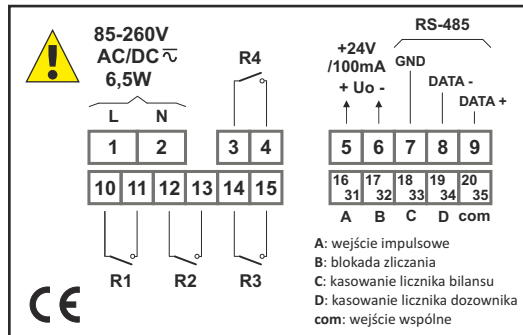 85-260V
AC/DC
6,5W
L N
R4
+24V
/100mA
+ Uo -
RS-485
GND
DATA -
DATA +
1 2 3 4 5 6 7 8 9
10 11 12 13 14 15
16 17 18 19 20
31 32 33 34 35
A B C D com
R1 R2 R3
A: wejście impulsowe
B: blokada zliczania
C: kasowanie licznika bilansu
D: kasowanie licznika dozownika
com: wejście wspólne
CE